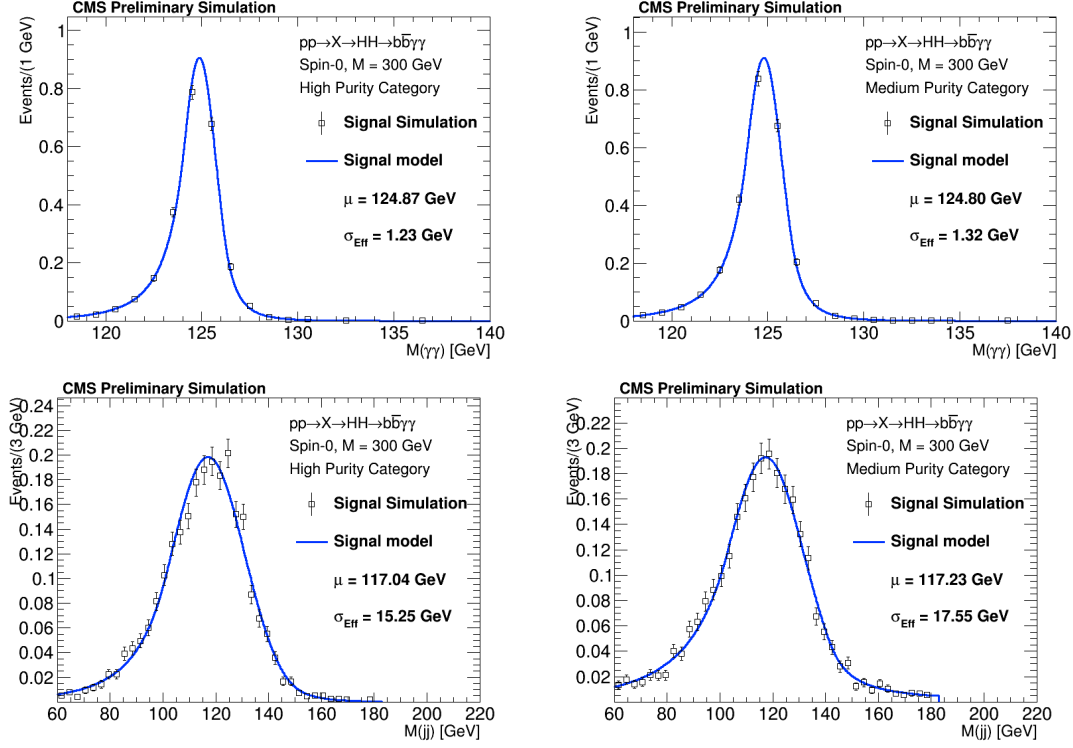 CMS Preliminary Simulation
Events/(1 GeV)
pp→X→HH→bb̅γγ
Spin-0, M = 300 GeV
High Purity Category
Signal Simulation
Signal model
μ = 124.87 GeV
σEff = 1.23 GeV
1
0.8
0.6
0.4
0.2
0
120 125 130 135 140
M(γγ) [GeV]
CMS Preliminary Simulation
Events/(1 GeV)
pp→X→HH→bb̅γγ
Spin-0, M = 300 GeV
Medium Purity Category
Signal Simulation
Signal model
μ = 124.80 GeV
σEff = 1.32 GeV
1
0.8
0.6
0.4
0.2
0
120 125 130 135 140
M(γγ) [GeV]
CMS Preliminary Simulation
Events/(3 GeV)
pp→X→HH→bb̅γγ
Spin-0, M = 300 GeV
High Purity Category
Signal Simulation
Signal model
μ = 117.04 GeV
σEff = 15.25 GeV
0.24
0.22
0.2
0.18
0.16
0.14
0.12
0.1
0.08
0.06
0.04
0.02
60 80 100 120 140 160 180 200 220
M(jj) [GeV]
CMS Preliminary Simulation
Events/(3 GeV)
pp→X→HH→bb̅γγ
Spin-0, M = 300 GeV
Medium Purity Category
Signal Simulation
Signal model
μ = 117.23 GeV
σEff = 17.55 GeV
0.22
0.2
0.18
0.16
0.14
0.12
0.1
0.08
0.06
0.04
0.02
60 80 100 120 140 160 180 200 220
M(jj) [GeV]